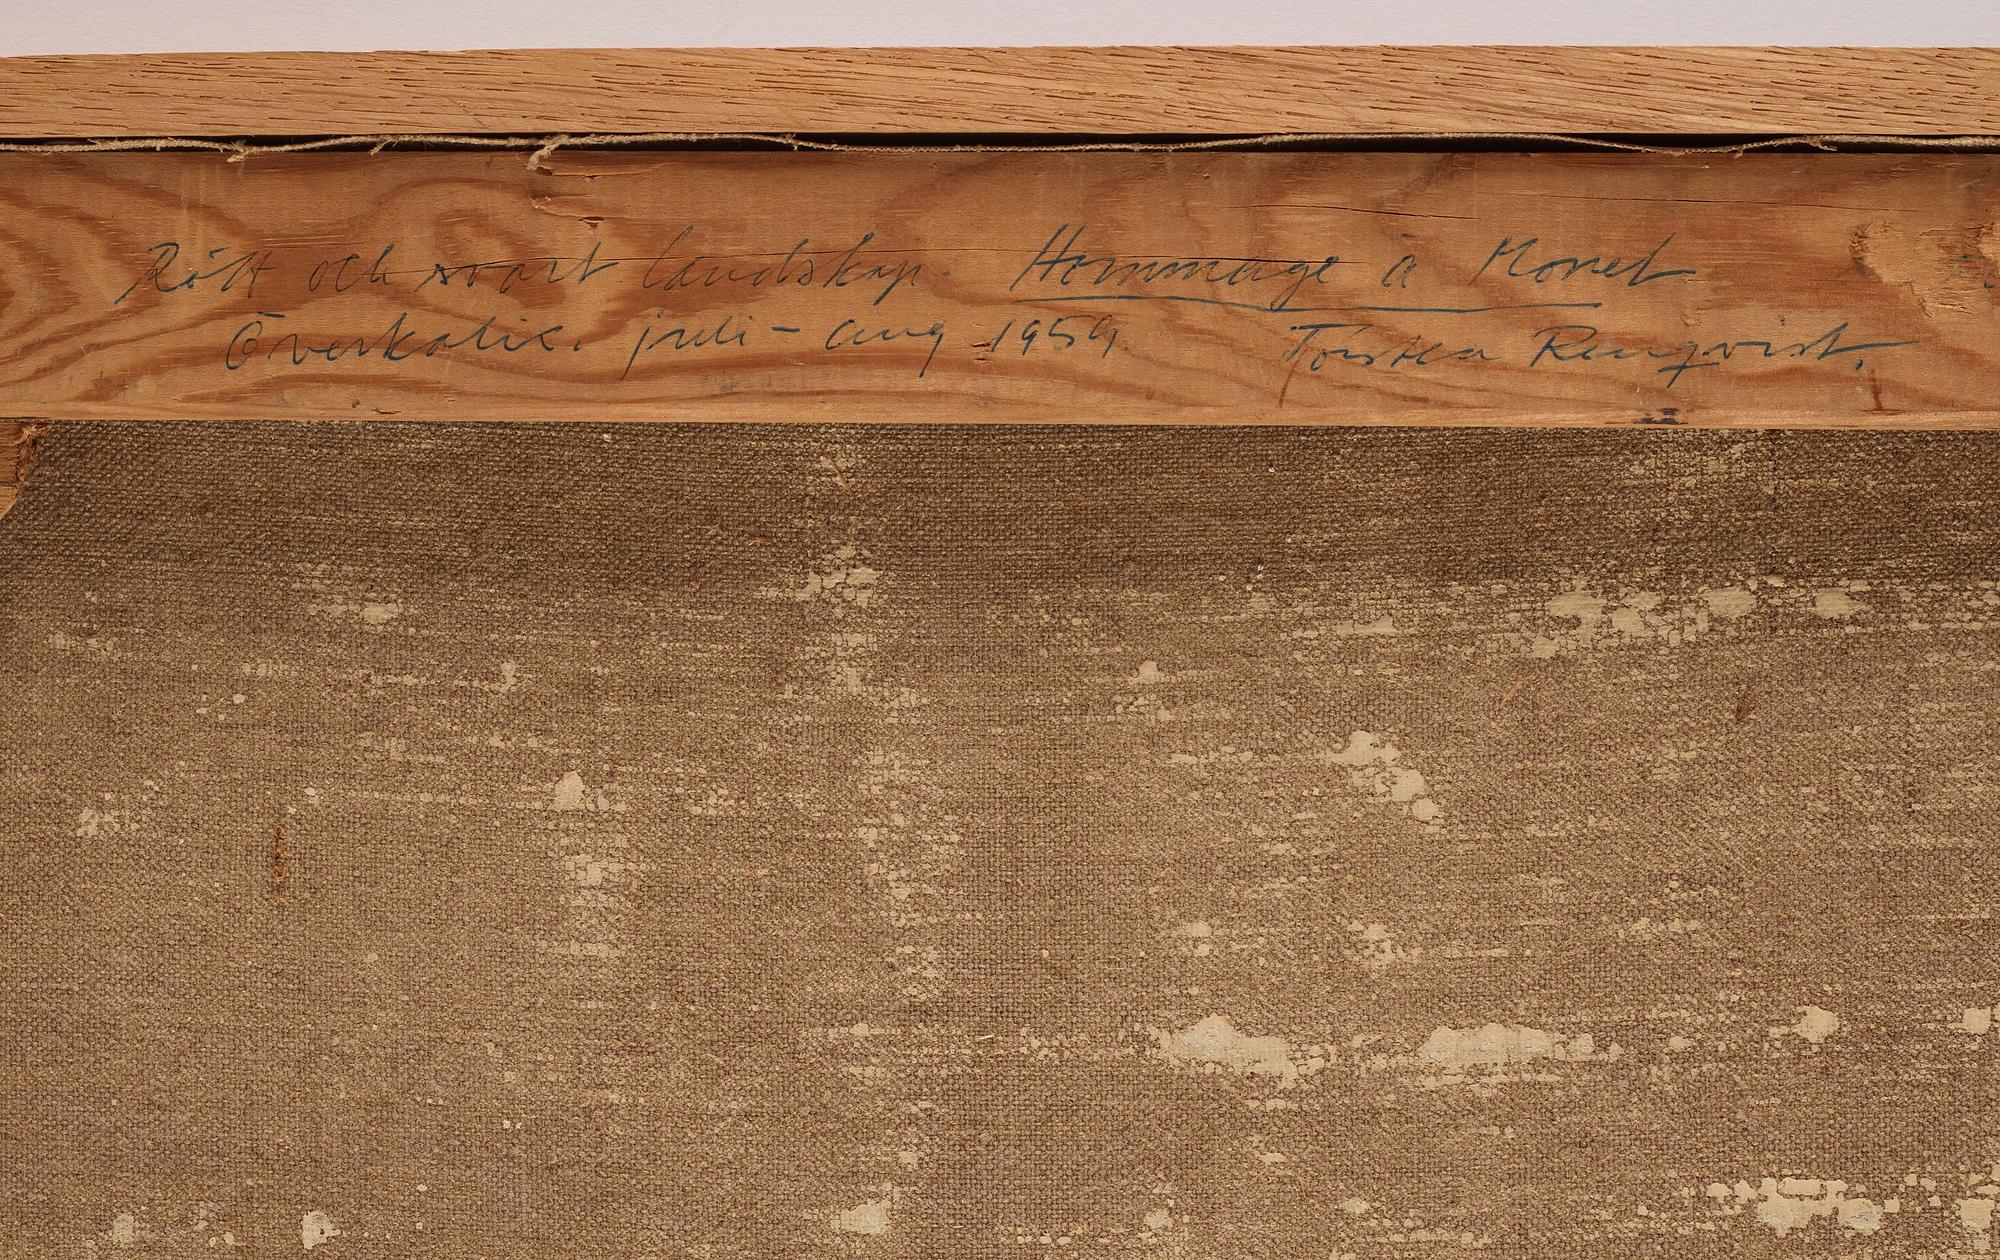 Rött och svart landskap. Hommage à Monet
Överkalix. juli - aug 1959. Torsten Renqvist.